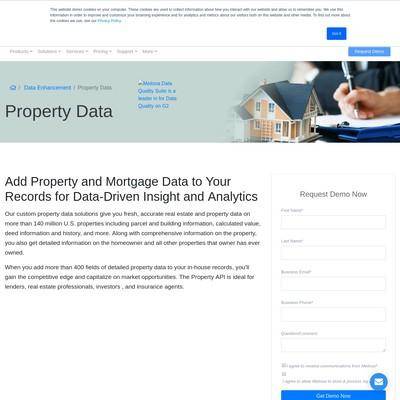 This website stores cookies on your computer. These cookies are used to collect information about how you interact with our website and allow us to remember you. We use this
information in order to improve and customize your browsing experience and for analytics and metrics about our visitors both on this website and other media. To find out more about
the cookies we use, see our Privacy Policy.
Got it
Products
Solutions
Services
Pricing
Support
More
Request Demo
/ Data Enhancement / Property Data
Melissa Data
Quality Suite is a
leader in for Data
Quality on G2
Property Data
Add Property and Mortgage Data to Your
Records for Data-Driven Insight and Analytics
Our custom property data solutions give you fresh, accurate real estate and property data on
more than 140 million U.S. properties including parcel and building information, calculated value,
deed information and history, and more. Along with comprehensive information on the property,
you also get detailed information on the homeowner and all other properties that owner has ever
owned.
When you add more than 400 fields of detailed property data to your in-house records, you'll
gain the competitive edge and capitalize on market opportunities. The Property API is ideal for
lenders, real estate professionals, investors , and insurance agents.
Request Demo Now
First Name*
Last Name*
Business Email*
Business Phone*
Question/Comment
I agree to receive communications from Melissa*
I agree to allow Melissa to store & process my
Get Demo Now